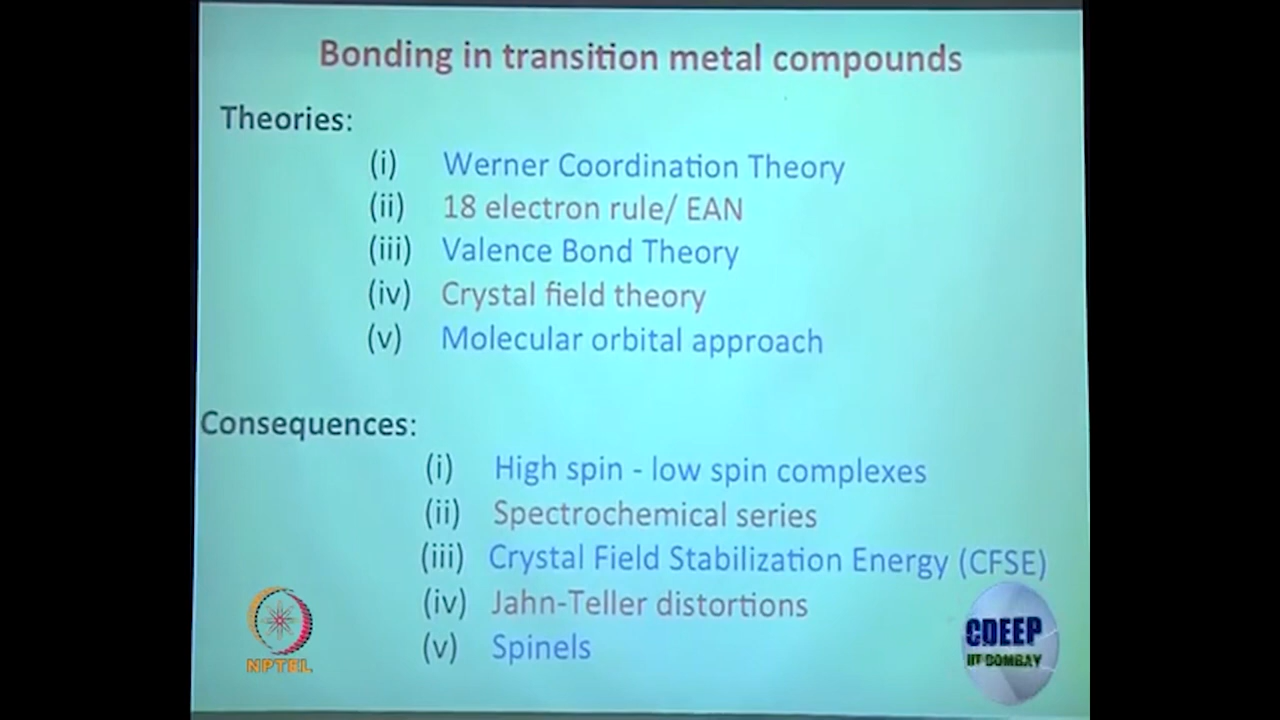 Bonding in transition metal compounds
Theories:
(i) Werner Coordination Theory
(ii) 18 electron rule/ EAN
(iii) Valence Bond Theory
(iv) Crystal field theory
(v) Molecular orbital approach
Consequences:
(i) High spin - low spin complexes
(ii) Spectrochemical series
(iii) Crystal Field Stabilization Energy (CFSE)
(iv) Jahn-Teller distortions
(v) Spinels
NPTEL
CDEEP
IIT BOMBAY